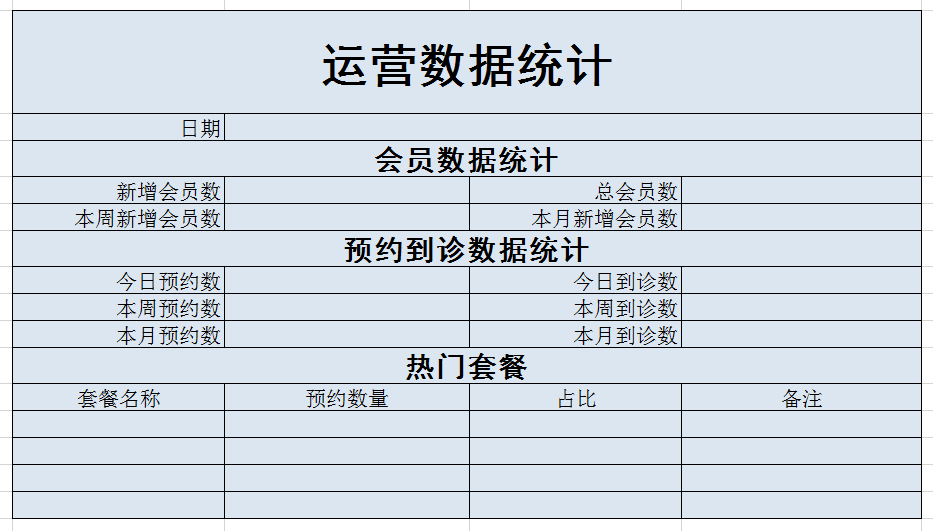 运营数据统计
日期
会员数据统计
新增会员数 总会员数
本周新增会员数 本月新增会员数
预约到诊数据统计
今日预约数 今日到诊数
本周预约数 本周到诊数
本月预约数 本月到诊数
热门套餐
套餐名称 预约数量 占比 备注